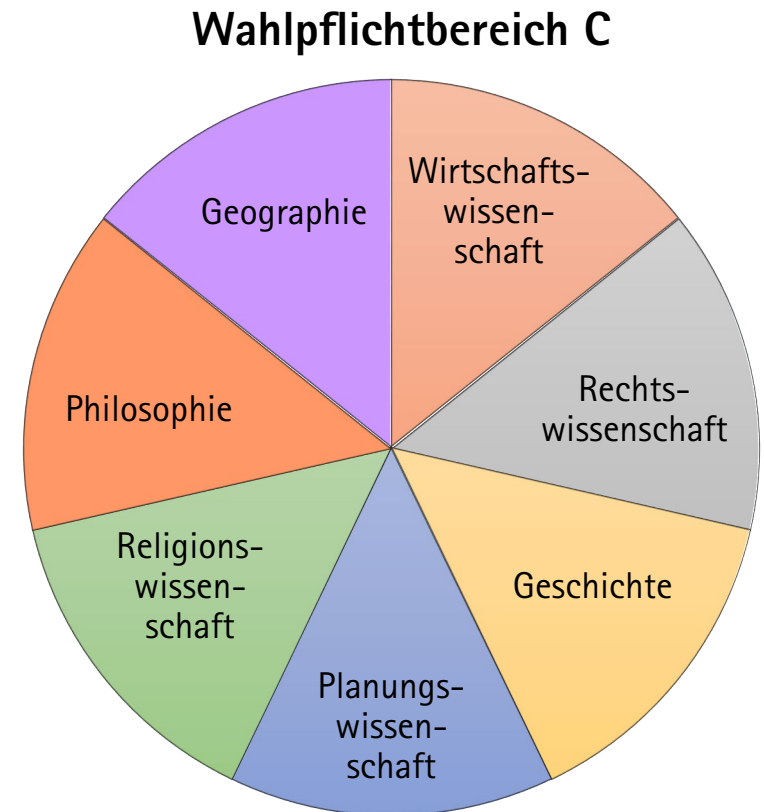 Wahlpflichtbereich C
Geographie
Wirtschafts-
wissen-
schaft
Rechts-
wissenschaft
Geschichte
Planungs-
wissen-
schaft
Religions-
wissen-
schaft
Philosophie